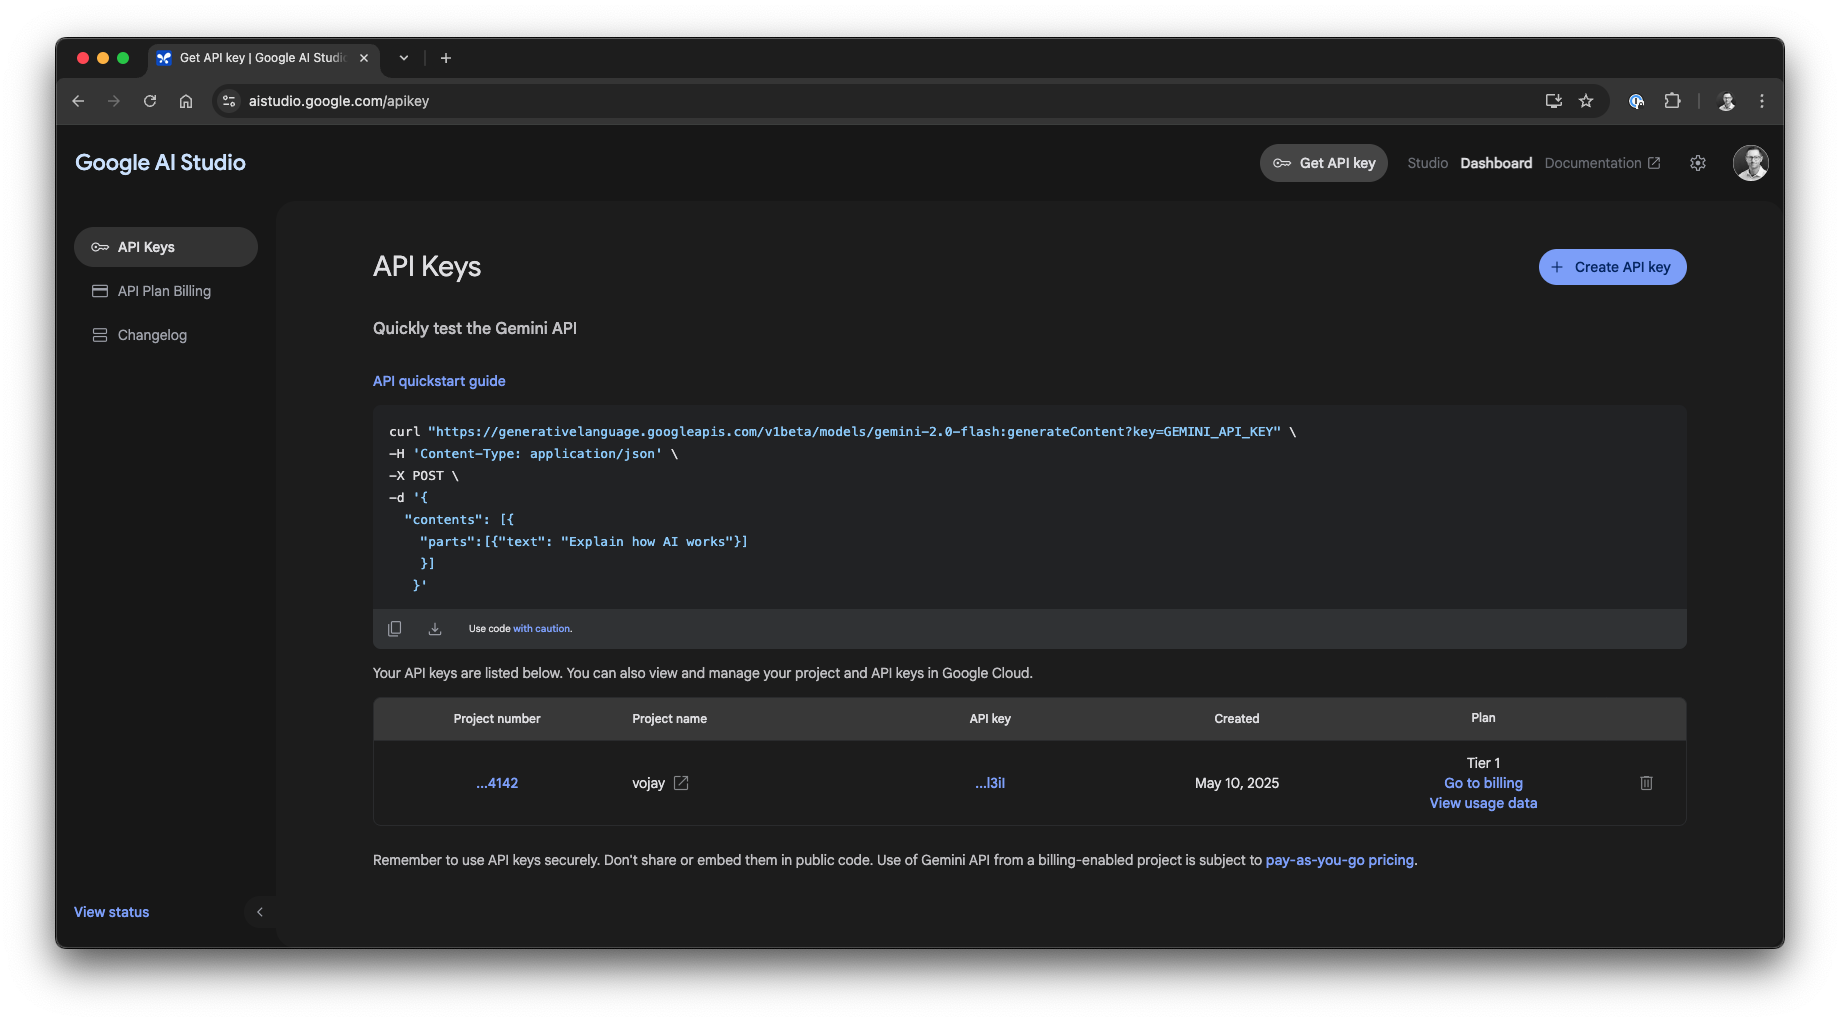 Get API key | Google AI Studio
aistudio.google.com/apikey
Google AI Studio
Get API key
Studio
Dashboard
Documentation
API Keys
API Plan Billing
Changelog
API Keys
Create API key
Quickly test the Gemini API
API quickstart guide
curl "https://generativelanguage.googleapis.com/v1beta/models/gemini-2.0-flash:generateContent?key=GEMINI_API_KEY" \
-H 'Content-Type: application/json' \
-X POST \
-d '{
"contents": [{
"parts":[{"text": "Explain how AI works"}]
}]
}'
Use code with caution.
Your API keys are listed below. You can also view and manage your project and API keys in Google Cloud.
Project number Project name API key Created Plan
...4142 vojay ...l3iI May 10, 2025 Tier 1
Go to billing
View usage data
Remember to use API keys securely. Don't share or embed them in public code. Use of Gemini API from a billing-enabled project is subject to pay-as-you-go pricing.
View status